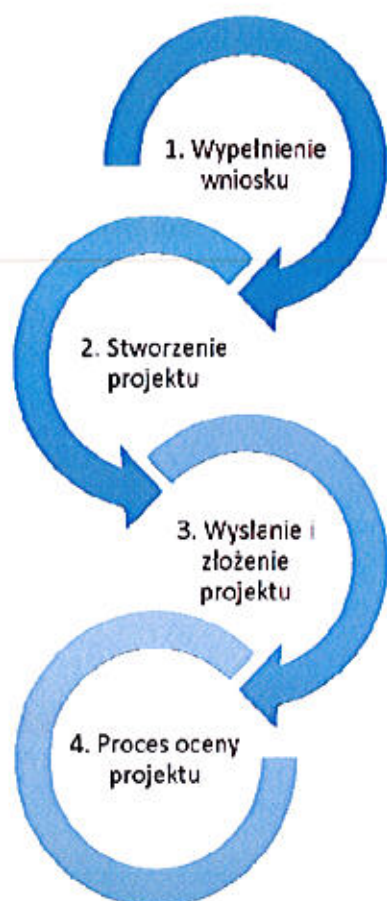 1. Wypełnienie
wniosku
2. Stworzenie
projektu
3. Wysłanie i
złożenie
projektu
4. Proces oceny
projektu